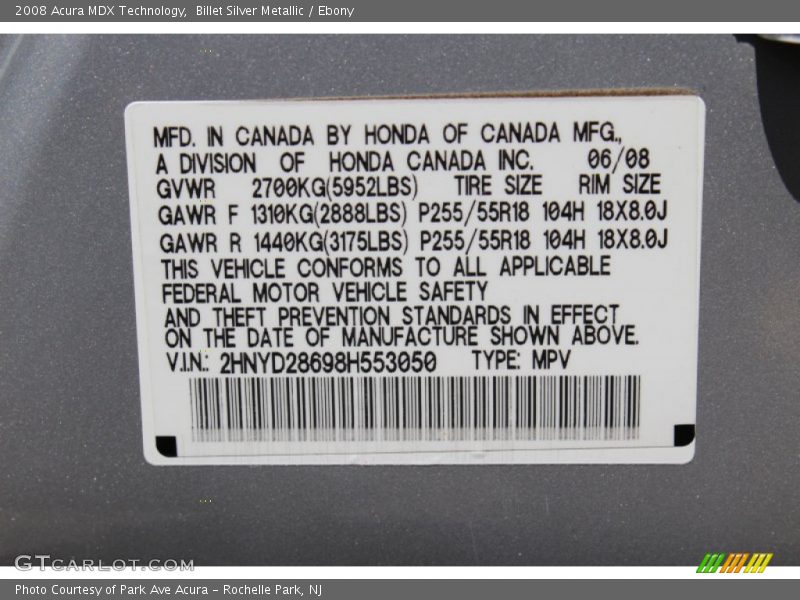 2008 Acura MDX Technology, Billet Silver Metallic / Ebony
MFD. IN CANADA BY HONDA OF CANADA MFG.,
A DIVISION OF HONDA CANADA INC. 06/08
GVWR 2700KG(5952LBS) TIRE SIZE RIM SIZE
GAWR F 1310KG(2888LBS) P255/55R18 104H 18X8.0J
GAWR R 1440KG(3175LBS) P255/55R18 104H 18X8.0J
THIS VEHICLE CONFORMS TO ALL APPLICABLE
FEDERAL MOTOR VEHICLE SAFETY
AND THEFT PREVENTION STANDARDS IN EFFECT
ON THE DATE OF MANUFACTURE SHOWN ABOVE.
V.I.N.: 2HNYD28698H553050 TYPE: MPV
GTCARLOT.COM
Photo Courtesy of Park Ave Acura - Rochelle Park, NJ